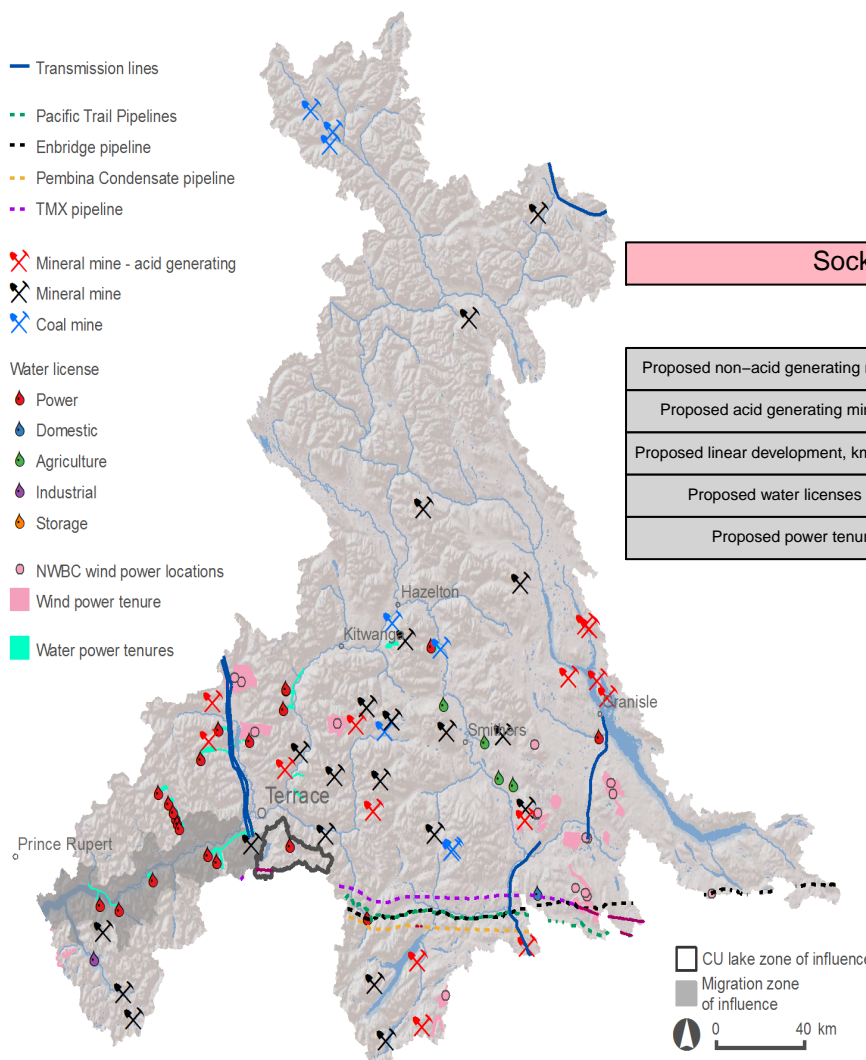 Transmission lines
Pacific Trail Pipelines
Enbridge pipeline
Pembina Condensate pipeline
TMX pipeline
Mineral mine - acid generating
Mineral mine
Coal mine
Water license
Power
Domestic
Agriculture
Industrial
Storage
NWBC wind power locations
Wind power tenure
Water power tenures
Sock
Proposed non−acid generating
Proposed acid generating
Proposed linear development,
Proposed water licenses
Proposed power
Hazelton
Kitwanga
Granisle
Smithers
Terrace
Prince Rupert
CU lake zone of influence
Migration zone
of influence
0 40 km